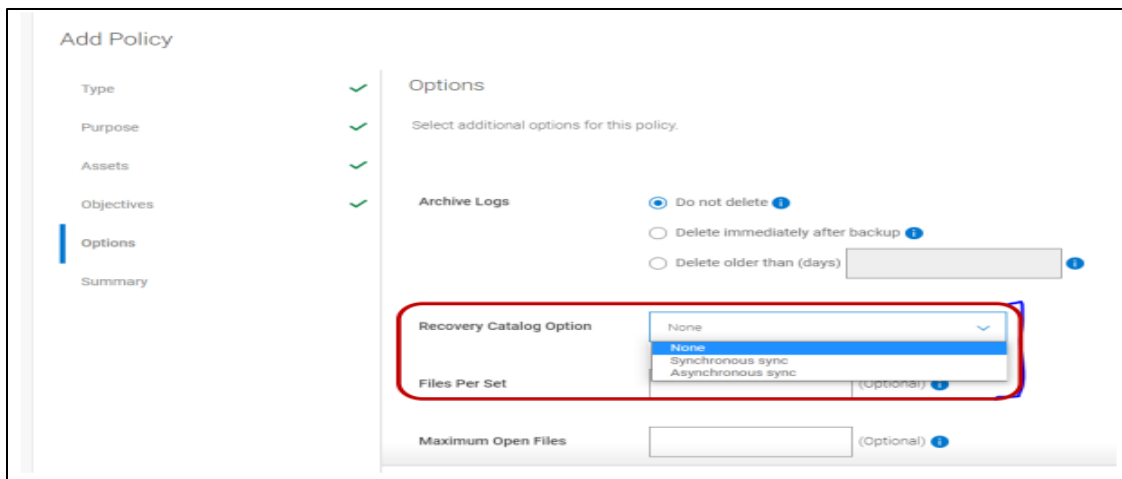 Add Policy
Type
Purpose
Assets
Objectives
Options
Summary
Options
Select additional options for this policy.
Archive Logs
Do not delete
Delete immediately after backup
Delete older than (days)
Recovery Catalog Option
None
None
Synchronous sync
Asynchronous sync
Files Per Set
(Optional)
Maximum Open Files
(Optional)